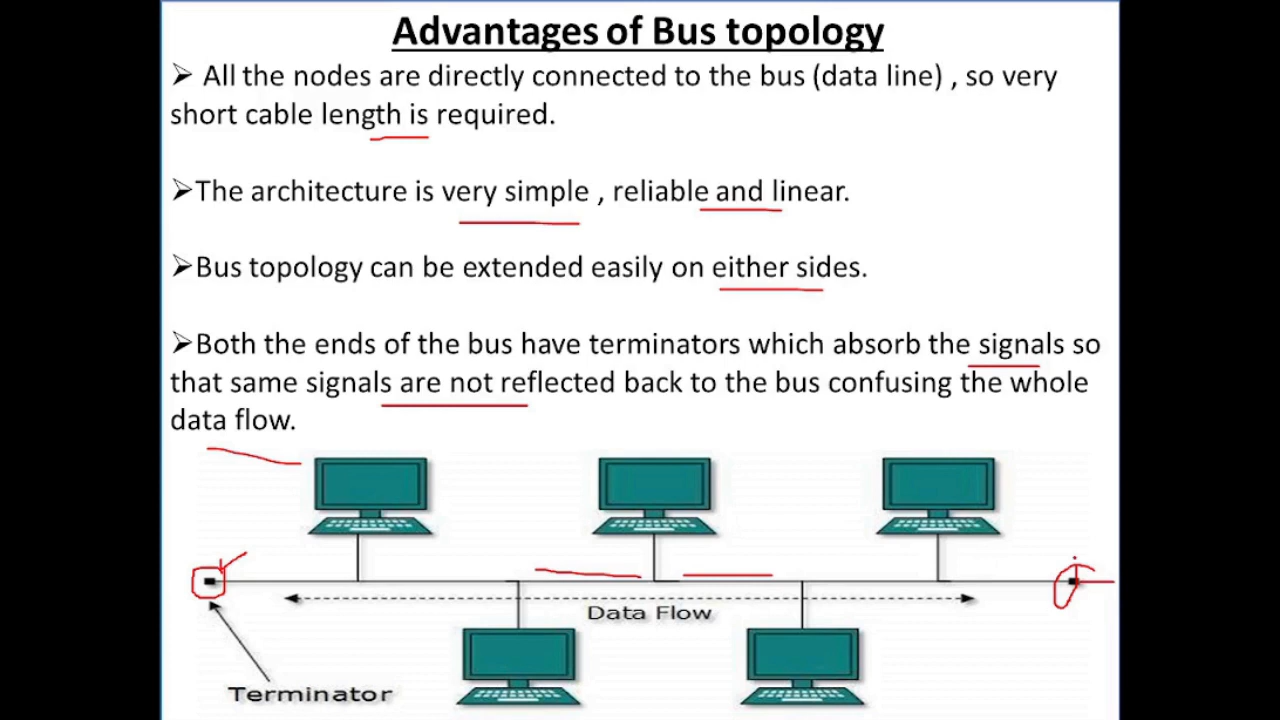 Advantages of Bus topology
➢ All the nodes are directly connected to the bus (data line) , so very
short cable length is required.
➢The architecture is very simple , reliable and linear.
➢Bus topology can be extended easily on either sides.
➢Both the ends of the bus have terminators which absorb the signals so
that same signals are not reflected back to the bus confusing the whole
data flow.
Data Flow
Terminator